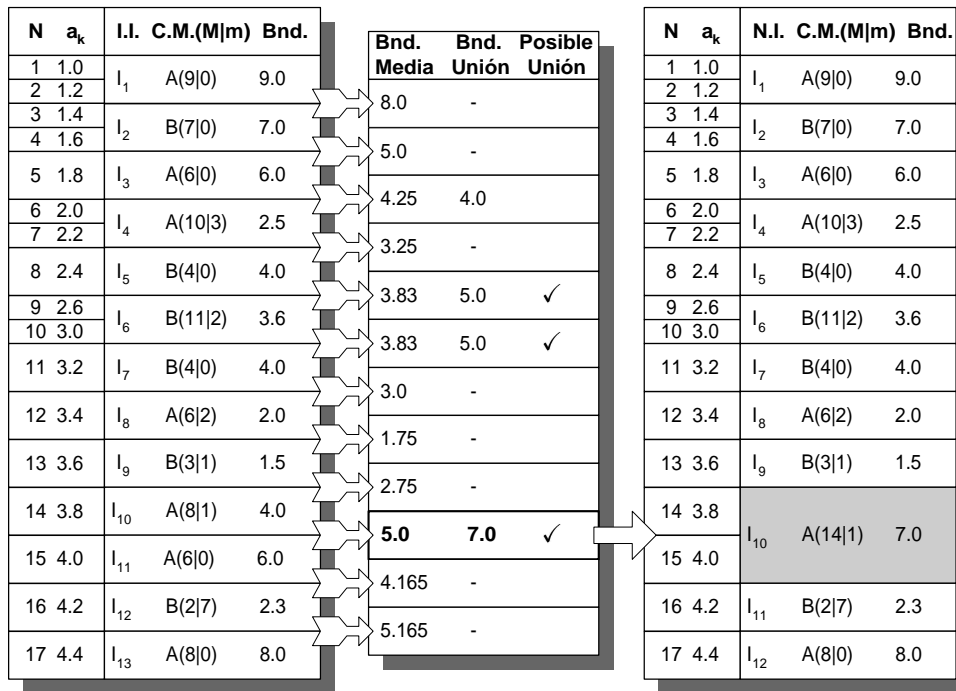 N a_k I.I. C.M.(M|m) Bnd.
1 1.0
2 1.2
I_1 A(9|0) 9.0
3 1.4
4 1.6
I_2 B(7|0) 7.0
5 1.8 I_3 A(6|0) 6.0
6 2.0
7 2.2
I_4 A(10|3) 2.5
8 2.4 I_5 B(4|0) 4.0
9 2.6
10 3.0
I_6 B(11|2) 3.6
11 3.2 I_7 B(4|0) 4.0
12 3.4 I_8 A(6|2) 2.0
13 3.6 I_9 B(3|1) 1.5
14 3.8 I_10 A(8|1) 4.0
15 4.0 I_11 A(6|0) 6.0
16 4.2 I_12 B(2|7) 2.3
17 4.4 I_13 A(8|0) 8.0
Bnd. Bnd. Posible
Media Unión Unión
8.0 -
5.0 -
4.25 4.0
3.25 -
3.83 5.0 ✓
3.83 5.0 ✓
3.0 -
1.75 -
2.75 -
5.0 7.0 ✓
4.165 -
5.165 -
N a_k N.I. C.M.(M|m) Bnd.
1 1.0
2 1.2
I_1 A(9|0) 9.0
3 1.4
4 1.6
I_2 B(7|0) 7.0
5 1.8 I_3 A(6|0) 6.0
6 2.0
7 2.2
I_4 A(10|3) 2.5
8 2.4 I_5 B(4|0) 4.0
9 2.6
10 3.0
I_6 B(11|2) 3.6
11 3.2 I_7 B(4|0) 4.0
12 3.4 I_8 A(6|2) 2.0
13 3.6 I_9 B(3|1) 1.5
14 3.8
15 4.0
I_10 A(14|1) 7.0
16 4.2 I_11 B(2|7) 2.3
17 4.4 I_12 A(8|0) 8.0